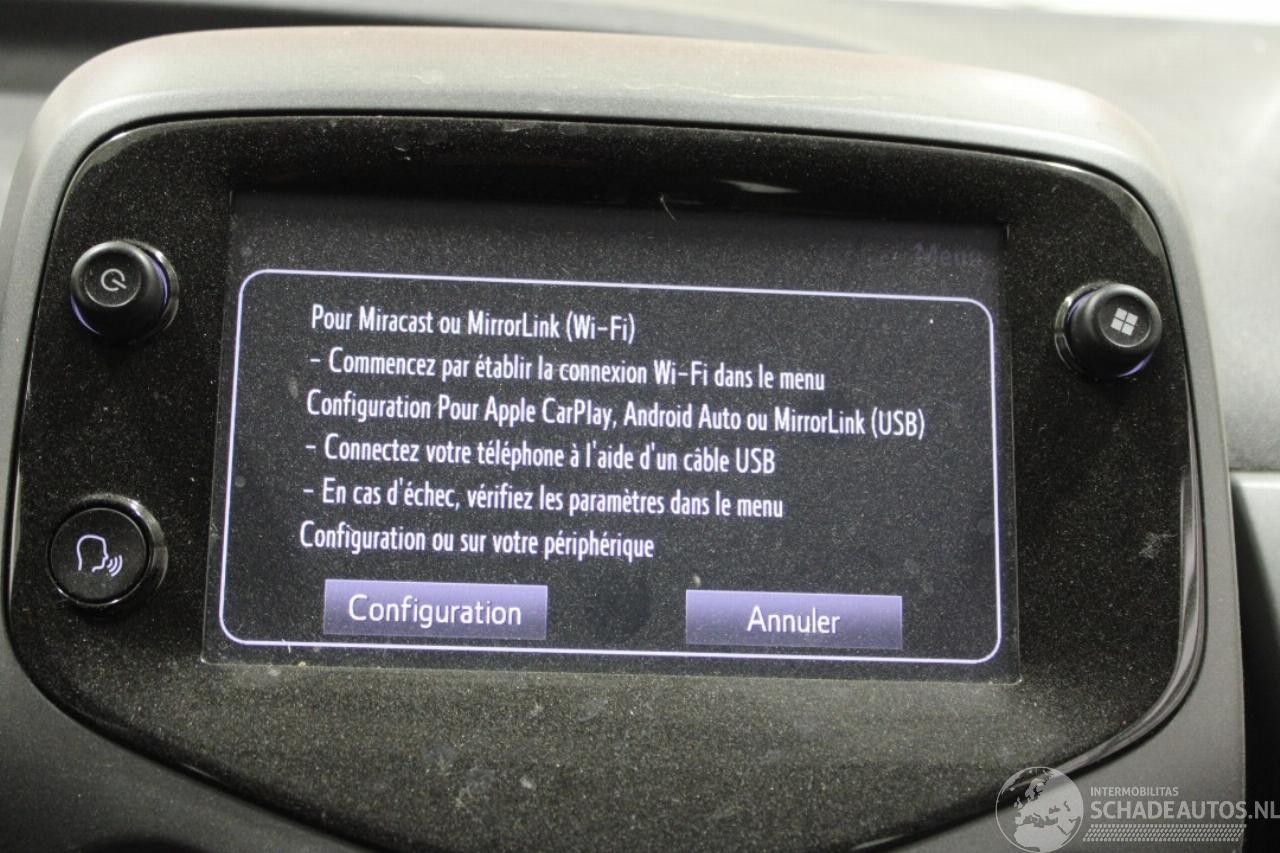 Menu
Pour Miracast ou MirrorLink (Wi-Fi)
- Commencez par établir la connexion Wi-Fi dans le menu
Configuration Pour Apple CarPlay, Android Auto ou MirrorLink (USB)
- Connectez votre téléphone à l'aide d'un câble USB
- En cas d'échec, vérifiez les paramètres dans le menu
Configuration ou sur votre périphérique
Configuration Annuler
INTERMOBILITAS
SCHADEAUTOS.NL